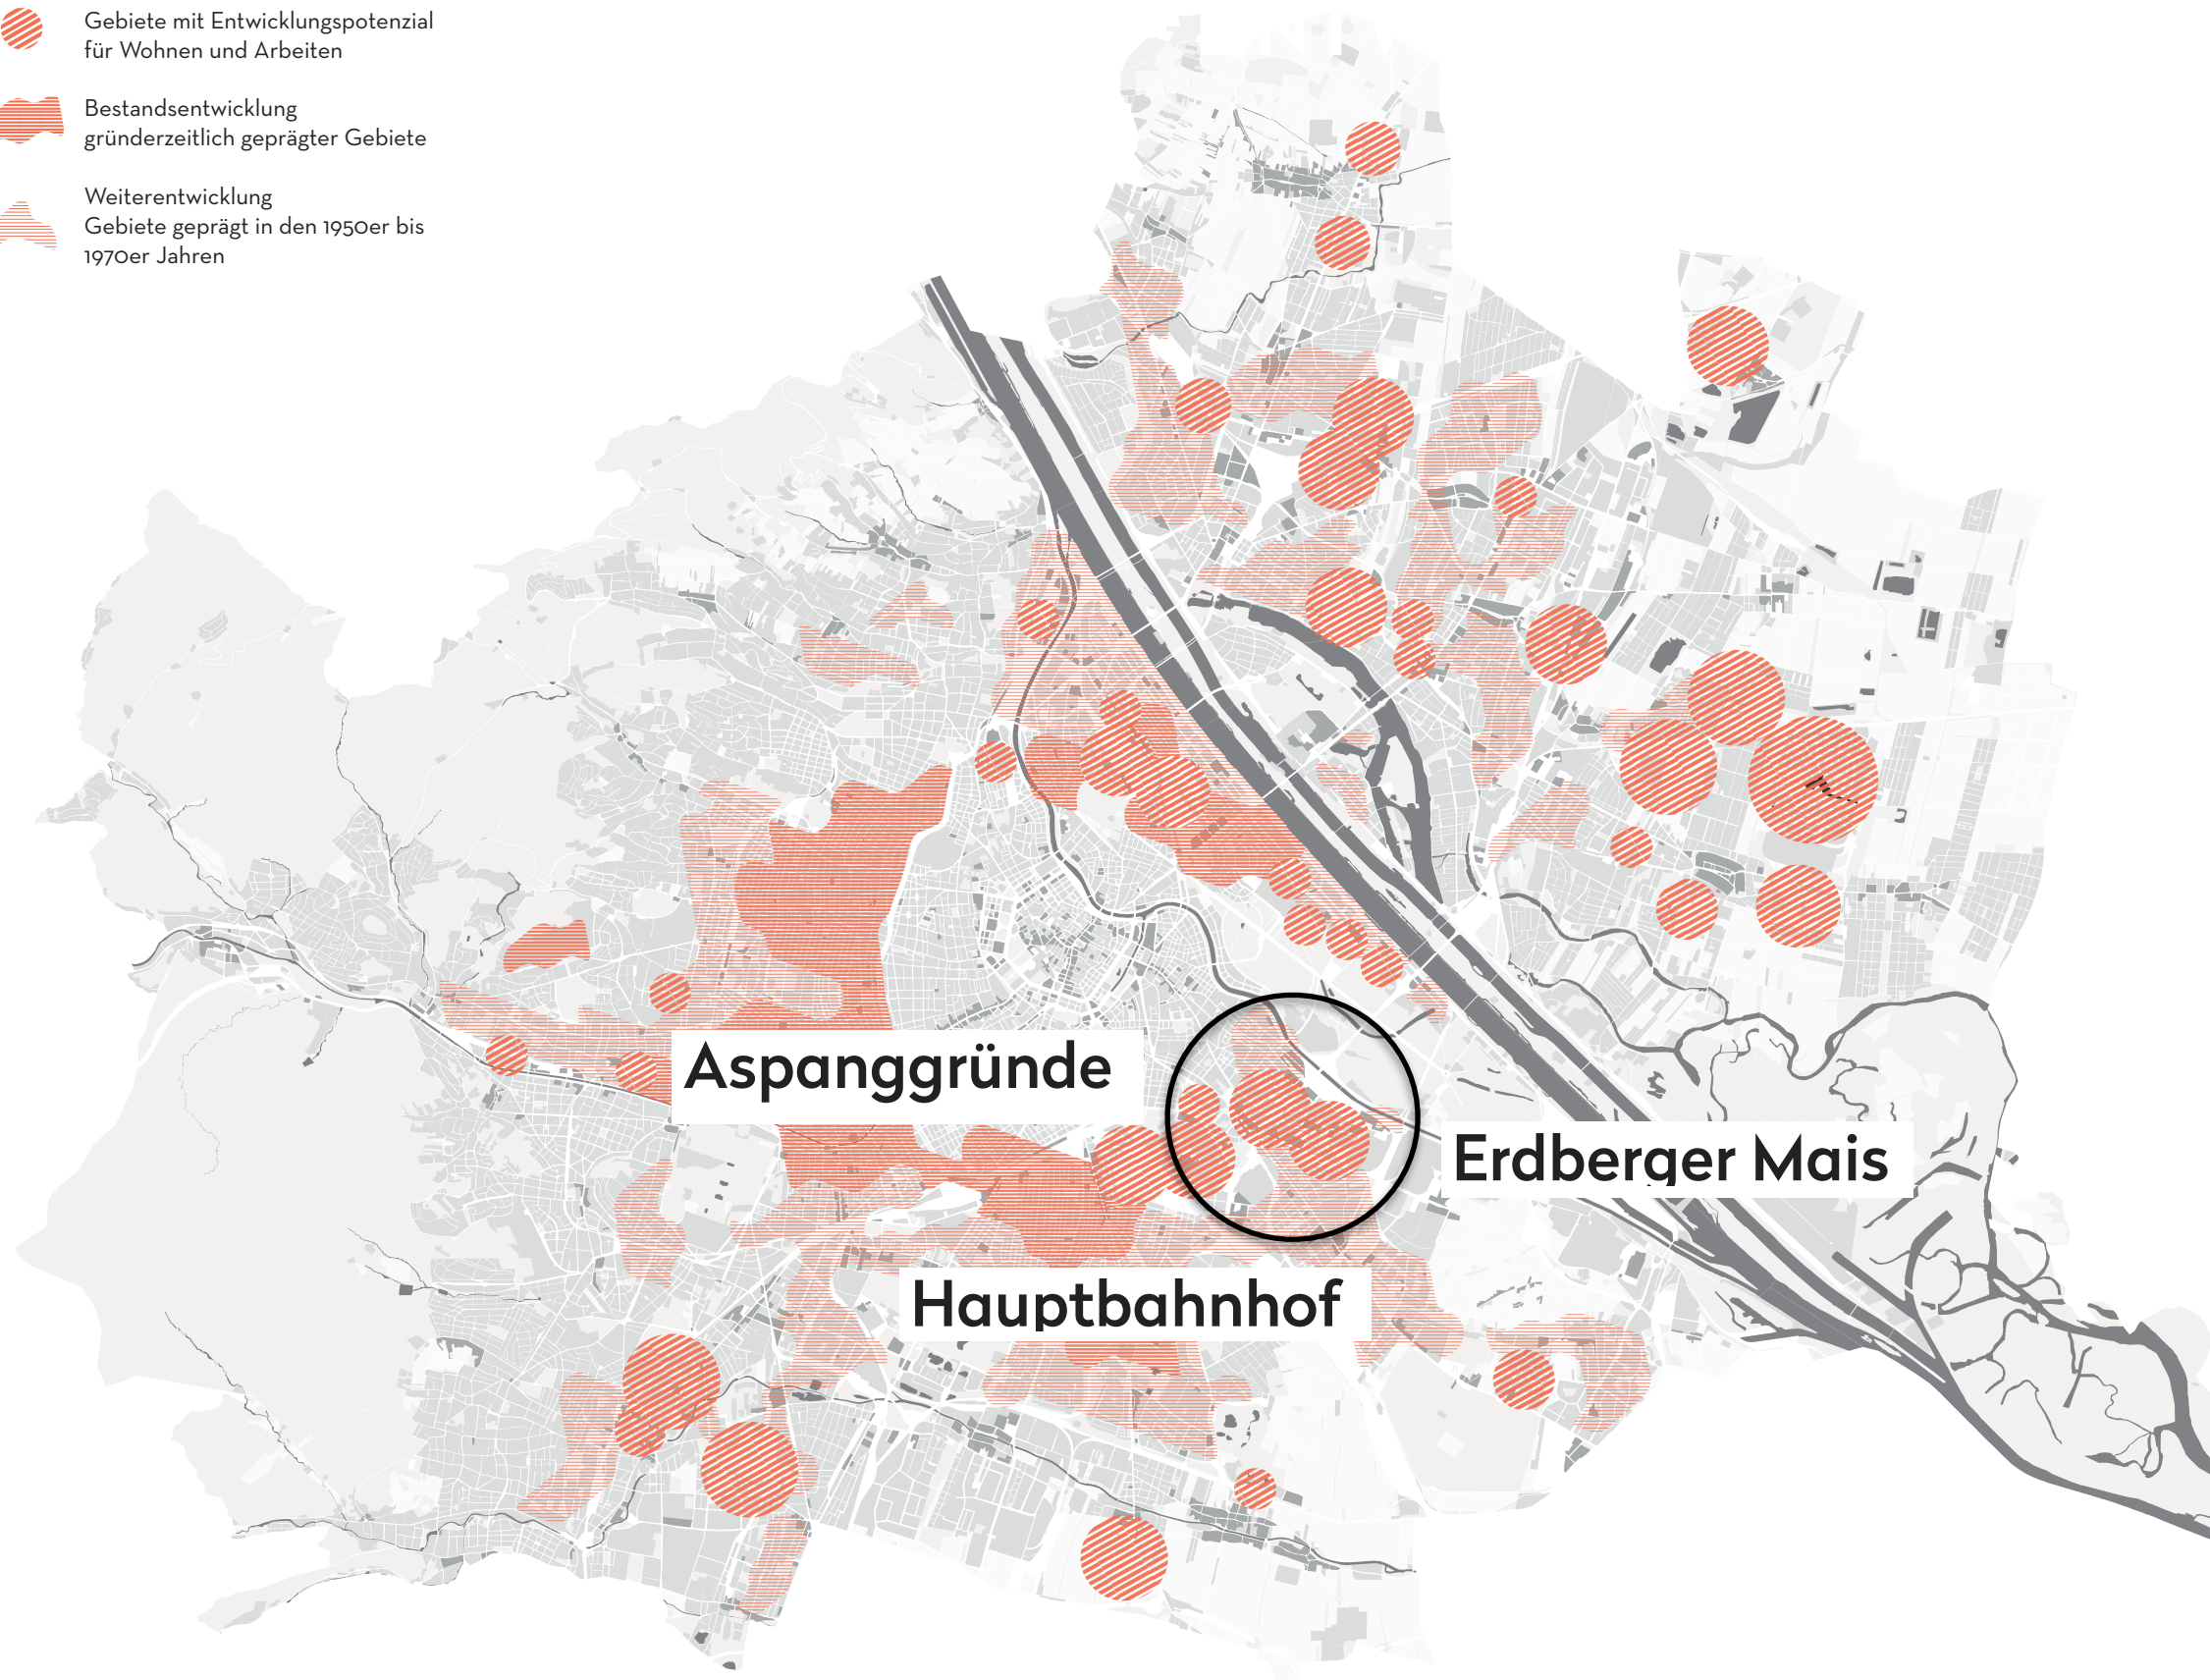 Gebiete mit Entwicklungspotenzial
für Wohnen und Arbeiten
Bestandsentwicklung
gründerzeitlich geprägter Gebiete
Weiterentwicklung
Gebiete geprägt in den 1950er bis
1970er Jahren
Aspanggründe
Erdberger Mais
Hauptbahnhof